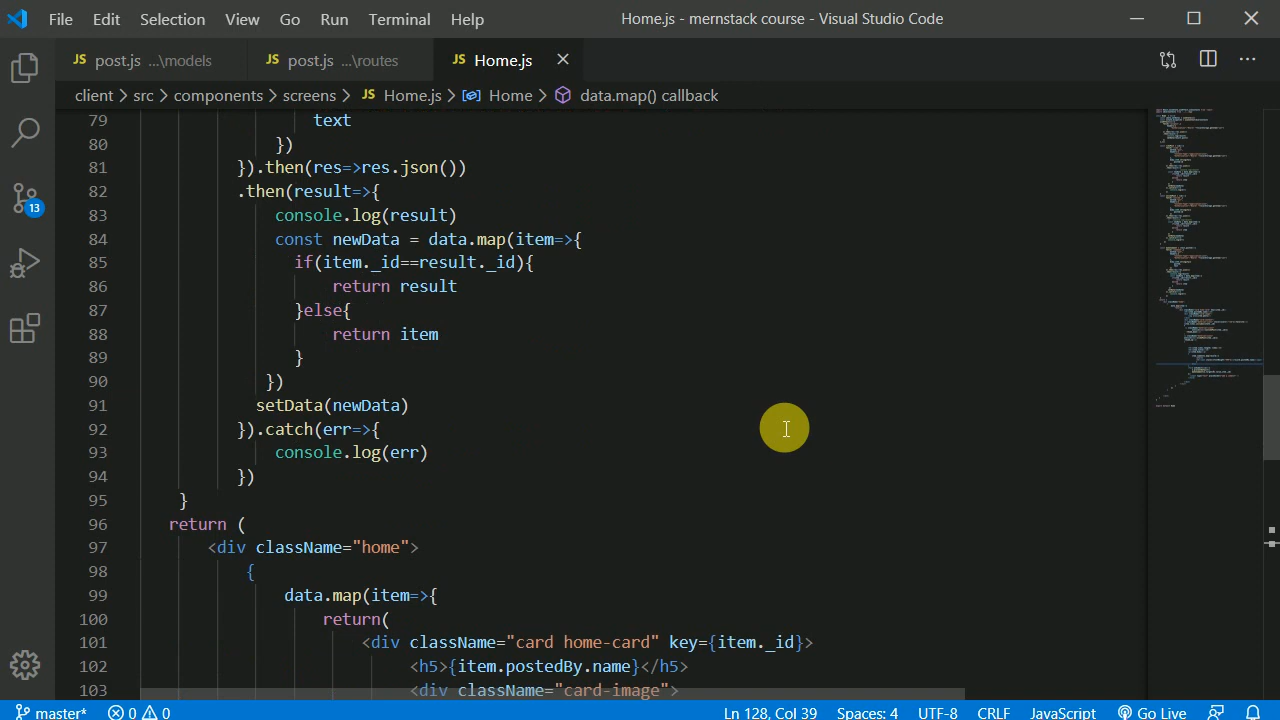 File Edit Selection View Go Run Terminal Help Home.js - mernstack course - Visual Studio Code
JS post.js ...\models JS post.js ...\routes JS Home.js
client > src > components > screens > JS Home.js > Home > data.map() callback
79 text
80 })
81 }).then(res=>res.json())
82 .then(result=>{
83 console.log(result)
84 const newData = data.map(item=>{
85 if(item._id==result._id){
86 return result
87 }else{
88 return item
89 }
90 })
91 setData(newData)
92 }).catch(err=>{
93 console.log(err)
94 })
95 }
96 return (
97 <div className="home">
98 {
99 data.map(item=>{
100 return(
101 <div className="card home-card" key={item._id}>
102 <h5>{item.postedBy.name}</h5>
103 <div className="card-image">
13
master* 0 0 Ln 128, Col 39 Spaces: 4 UTF-8 CRLF JavaScript Go Live